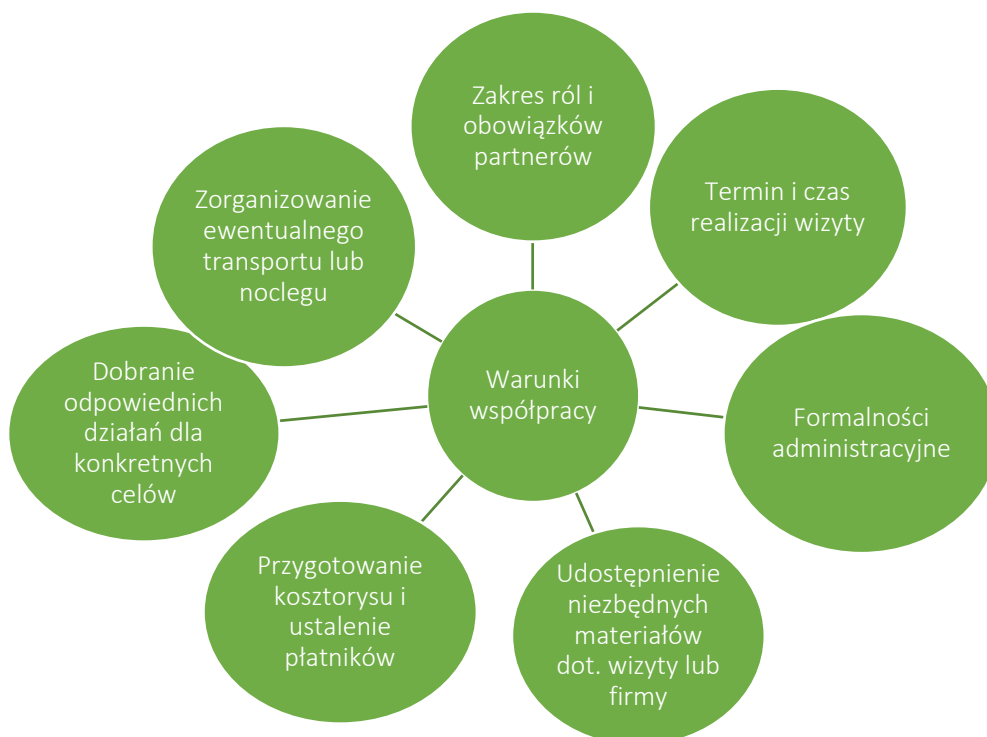 Zakres ról i
obowiązków
partnerów
Termin i czas
realizacji wizyty
Formalności
administracyjne
Udostępnienie
niezbędnych
materiałów
dot. wizyty lub
firmy
Przygotowanie
kosztorysu i
ustalenie
płatników
Dobranie
odpowiednich
działań dla
konkretnych
celów
Zorganizowanie
ewentualnego
transportu lub
noclegu
Warunki
współpracy